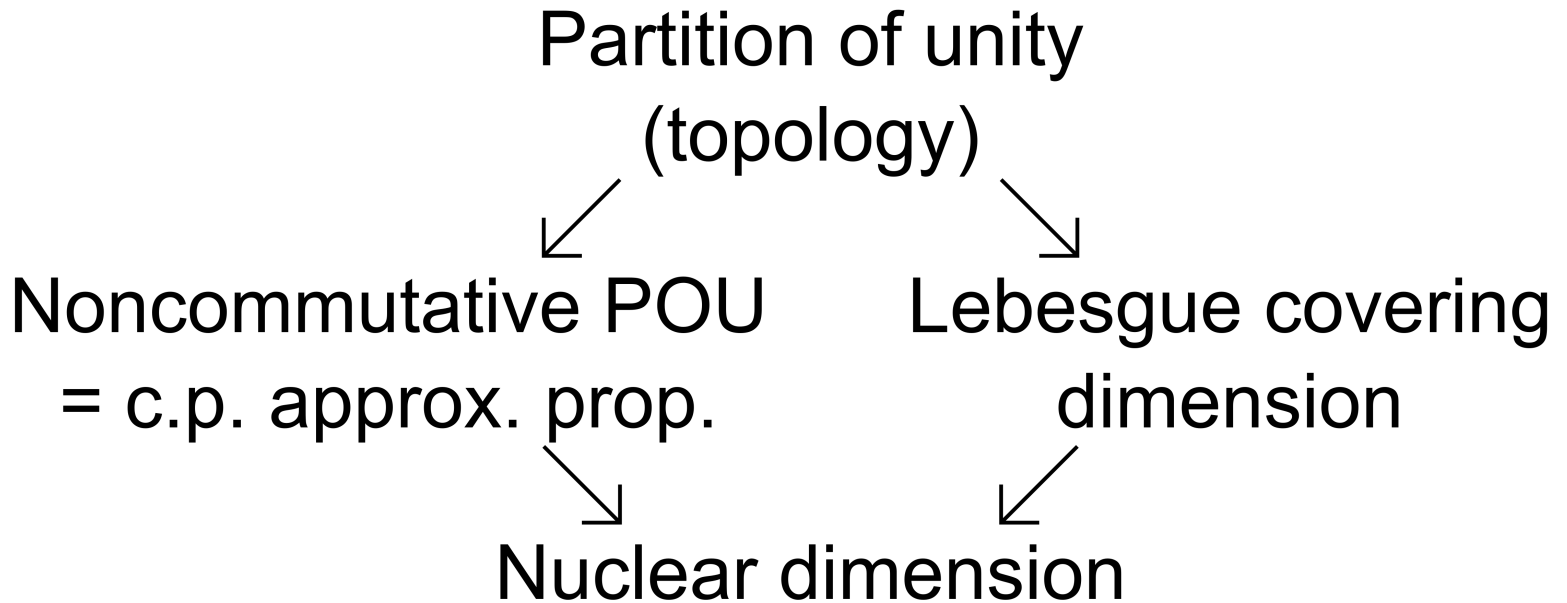 Partition of unity
(topology)
Noncommutative POU
= c.p. approx. prop.
Lebesgue covering
dimension
Nuclear dimension